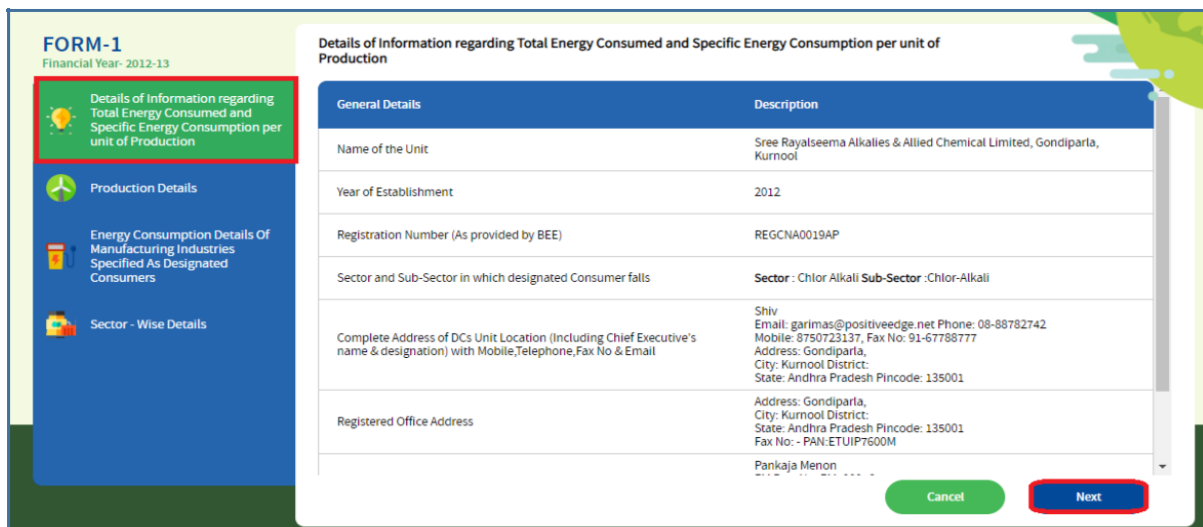 FORM-1
Financial Year- 2012-13
Details of Information regarding
Total Energy Consumed and
Specific Energy Consumption per
unit of Production
Production Details
Energy Consumption Details Of
Manufacturing Industries
Specified As Designated
Consumers
Sector - Wise Details
Details of Information regarding Total Energy Consumed and Specific Energy Consumption per unit of
Production
General Details Description
Name of the Unit
Sree Rayalseema Alkalies & Allied Chemical Limited, Gondiparla,
Kurnool
Year of Establishment 2012
Registration Number (As provided by BEE) REGCNA0019AP
Sector and Sub-Sector in which designated Consumer falls Sector : Chlor Alkali Sub-Sector :Chlor-Alkali
Complete Address of DCs Unit Location (Including Chief Executive's
name & designation) with Mobile,Telephone,Fax No & Email
Shiv
Email: garimas@positiveedge.net Phone: 08-88782742
Mobile: 8750723137, Fax No: 91-67788777
Address: Gondiparla,
City: Kurnool District:
State: Andhra Pradesh Pincode: 135001
Registered Office Address
Address: Gondiparla,
City: Kurnool District:
State: Andhra Pradesh Pincode: 135001
Fax No: - PAN:ETUIP7600M
Pankaja Menon
Cancel Next